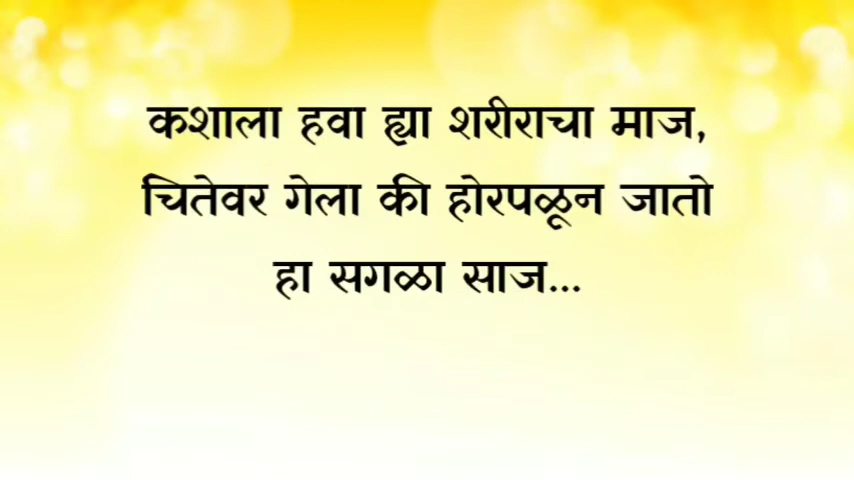 कशाला हवा ह्या शरीराचा माज,
चितेवर गेला की होरपळून जातो
हा सगळा साज...